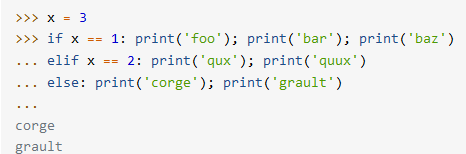 >>> x = 3
>>> if x == 1: print('foo'); print('bar'); print('baz')
... elif x == 2: print('qux'); print('quux')
... else: print('corge'); print('grault')
...
corge
grault